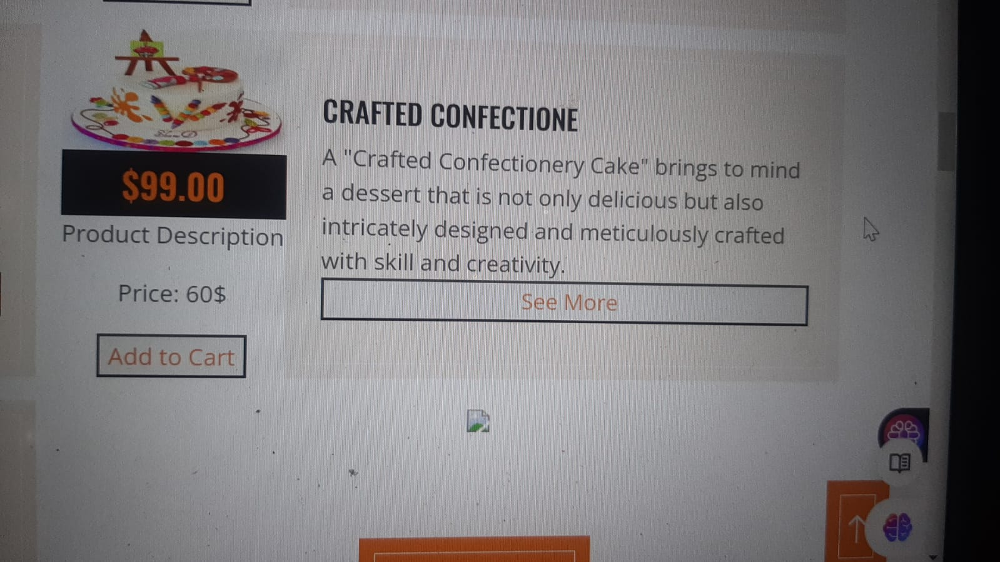 $99.00
Product Description
Price: 60$
Add to Cart
CRAFTED CONFECTIONE
A "Crafted Confectionery Cake" brings to mind
a dessert that is not only delicious but also
intricately designed and meticulously crafted
with skill and creativity.
See More